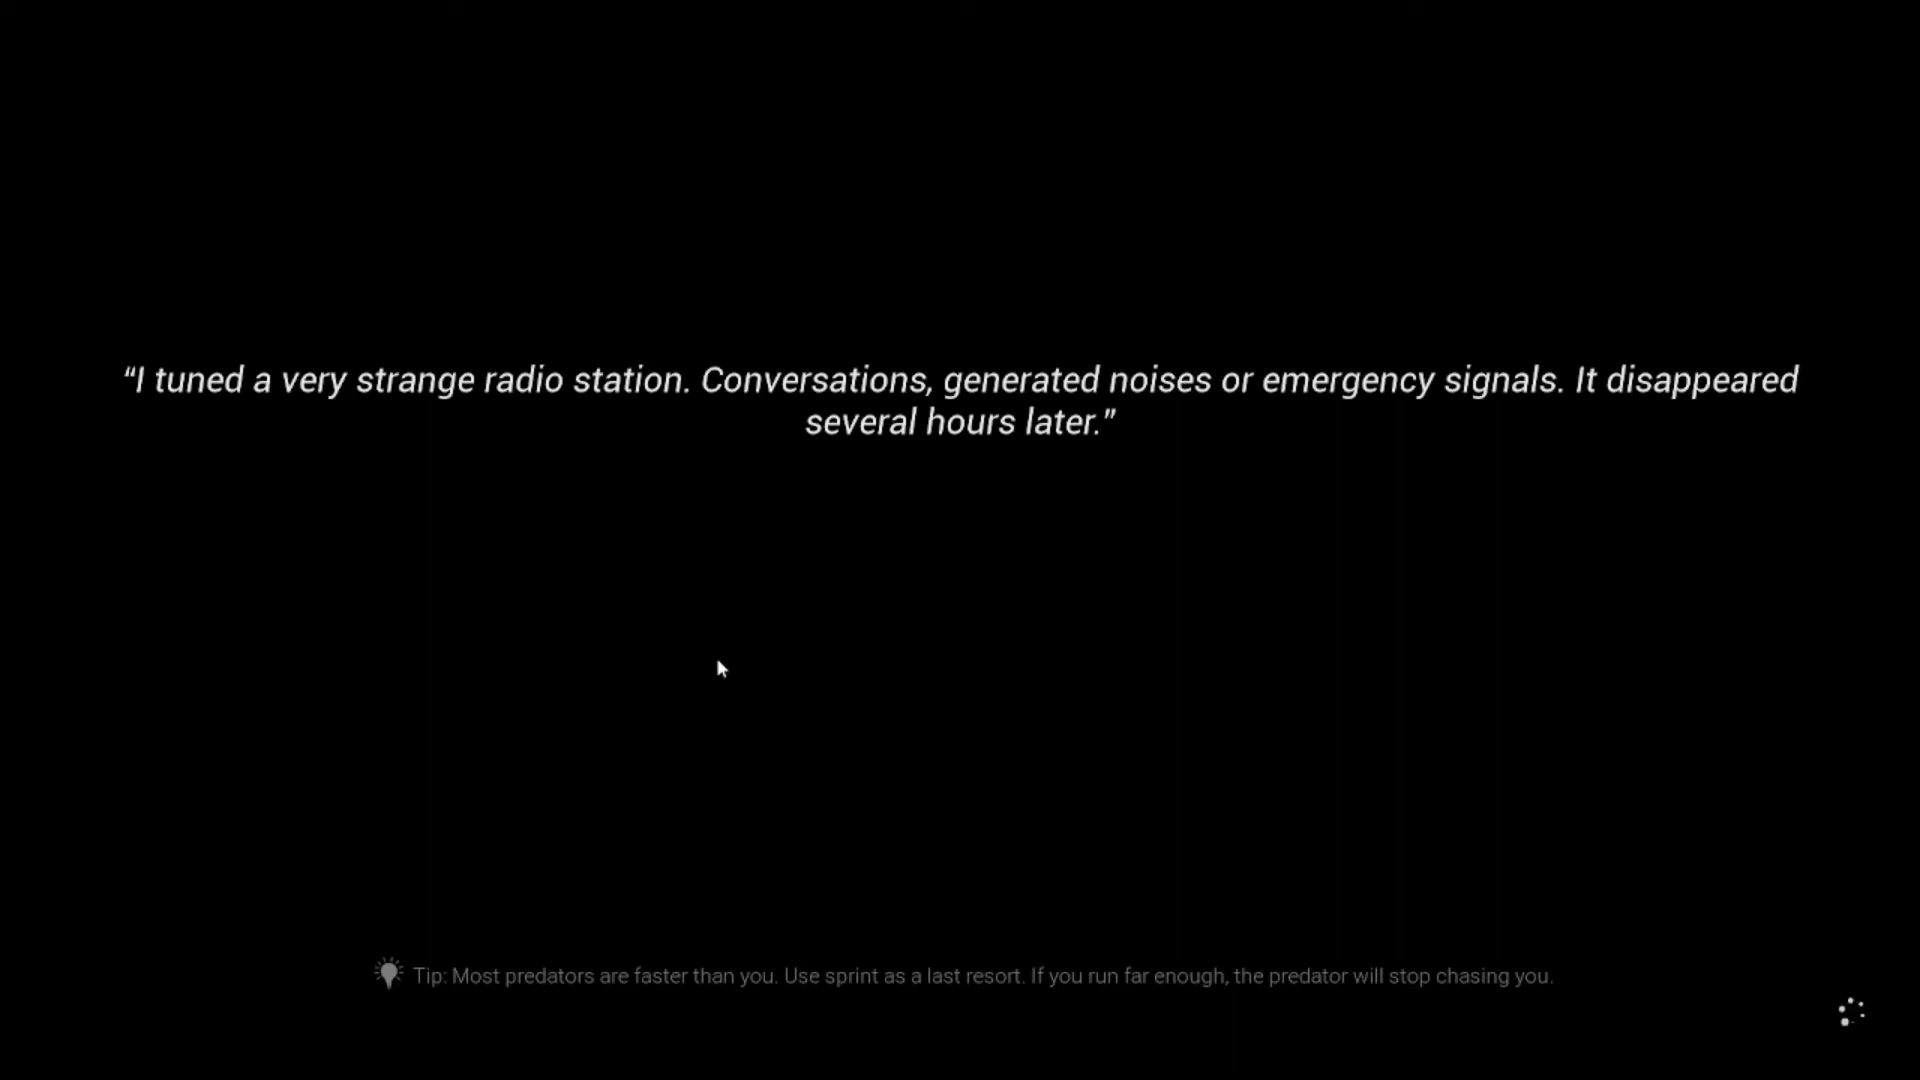 “I tuned a very strange radio station. Conversations, generated noises or emergency signals. It disappeared
several hours later.”
Tip: Most predators are faster than you. Use sprint as a last resort. If you run far enough, the predator will stop chasing you.